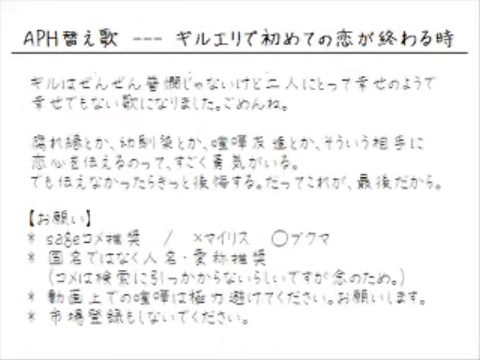 APH替え歌 --- ギルエリで初めての恋が終わる時
ギルはぜんぜん普憫じゃないけど二人にとって幸せのようで
幸せでもない歌になりました。ごめんね。
腐れ縁とか、幼馴染とか、喧嘩友達とか、そういう相手に
恋心を伝えるのって、すごく勇気がいる。
でも伝えなかったらきっと後悔する。だってこれが、最後だから。
【お願い】
* sageコメ推奨 / ×マイリス ○ブクマ
* 国名ではなく人名・愛称推奨
(コメは検索に引っかからないらしいですが念のため。)
* 動画上での喧嘩は極力避けてください。お願いします。
* 市場登録もしないでください。